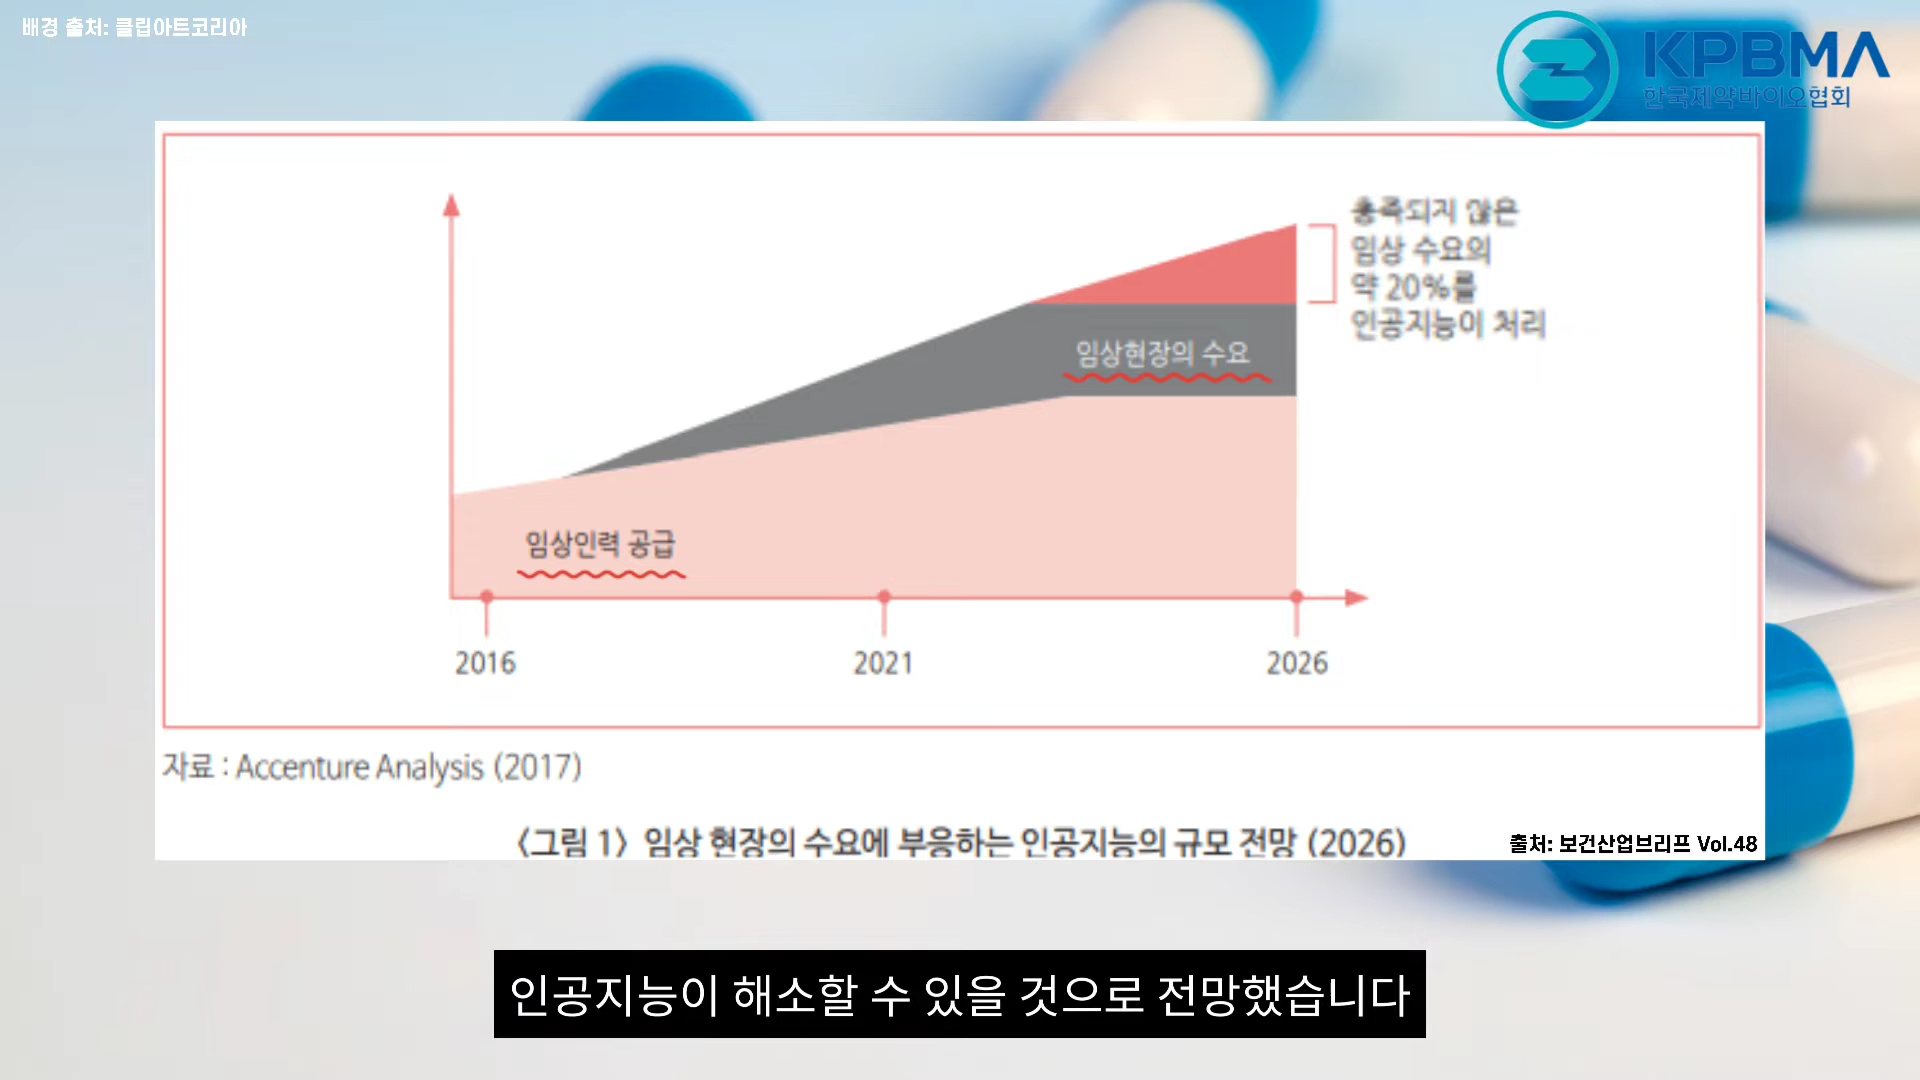 배경 출처: 클립아트코리아
KPBMA
한국제약바이오협회
충족되지 않은
임상 수요의
약 20%를
인공지능이 처리
임상현장의 수요
임상인력 공급
2016
2021
2026
자료 : Accenture Analysis (2017)
<그림 1> 임상 현장의 수요에 부응하는 인공지능의 규모 전망 (2026)
출처: 보건산업브리프 Vol.48
인공지능이 해소할 수 있을 것으로 전망했습니다